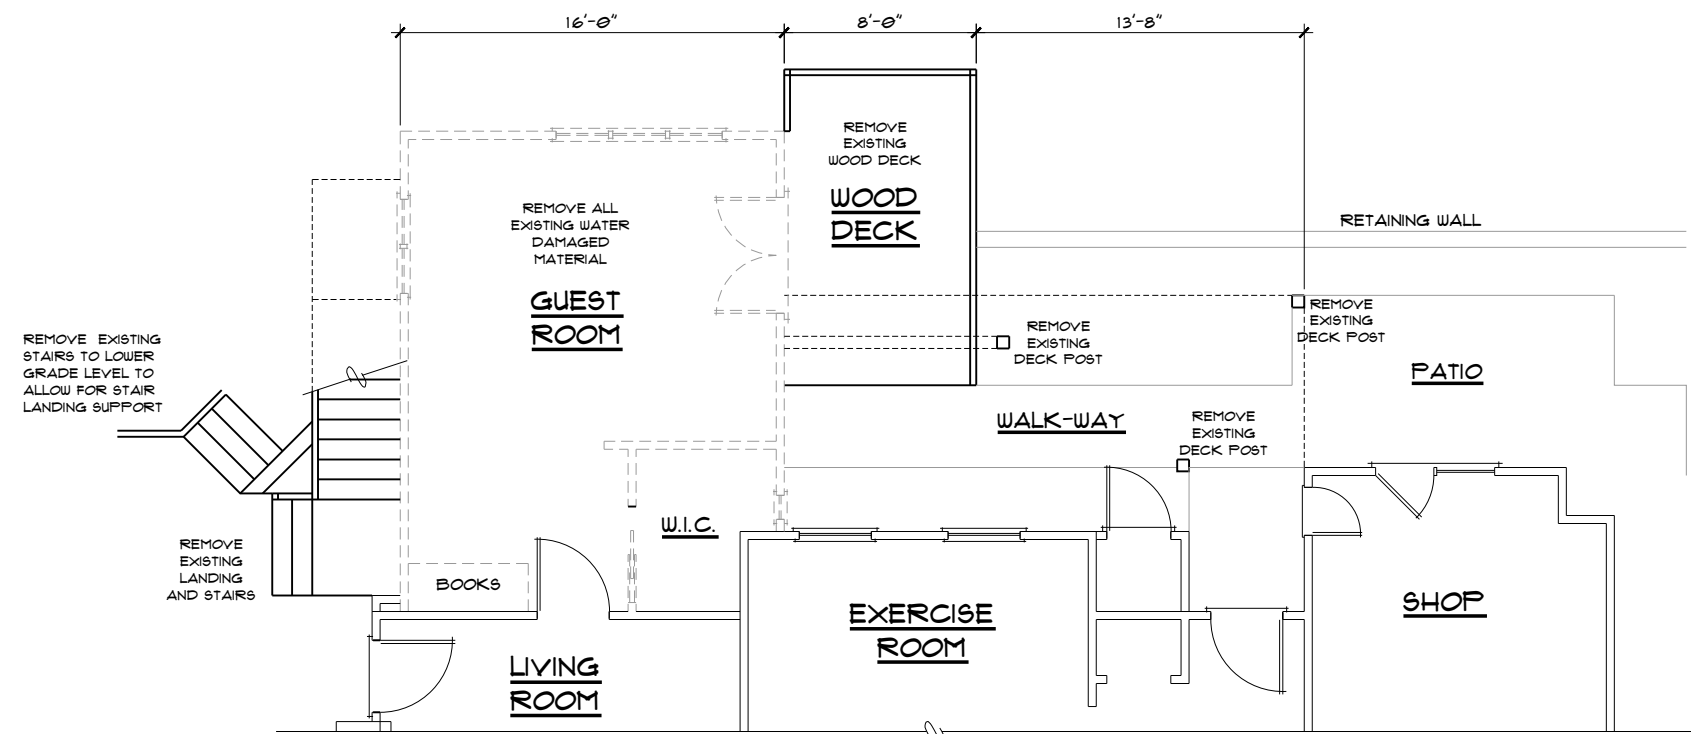 16'-0"
8'-0"
13'-8"
REMOVE
EXISTING
WOOD DECK
WOOD
DECK
REMOVE ALL
EXISTING WATER
DAMAGED
MATERIAL
GUEST
ROOM
RETAINING WALL
REMOVE
EXISTING
DECK POST
REMOVE
EXISTING
DECK POST
REMOVE EXISTING
STAIRS TO LOWER
GRADE LEVEL TO
ALLOW FOR STAIR
LANDING SUPPORT
PATIO
WALK-WAY
REMOVE
EXISTING
DECK POST
W.I.C.
REMOVE
EXISTING
LANDING
AND STAIRS
BOOKS
EXERCISE
ROOM
SHOP
LIVING
ROOM